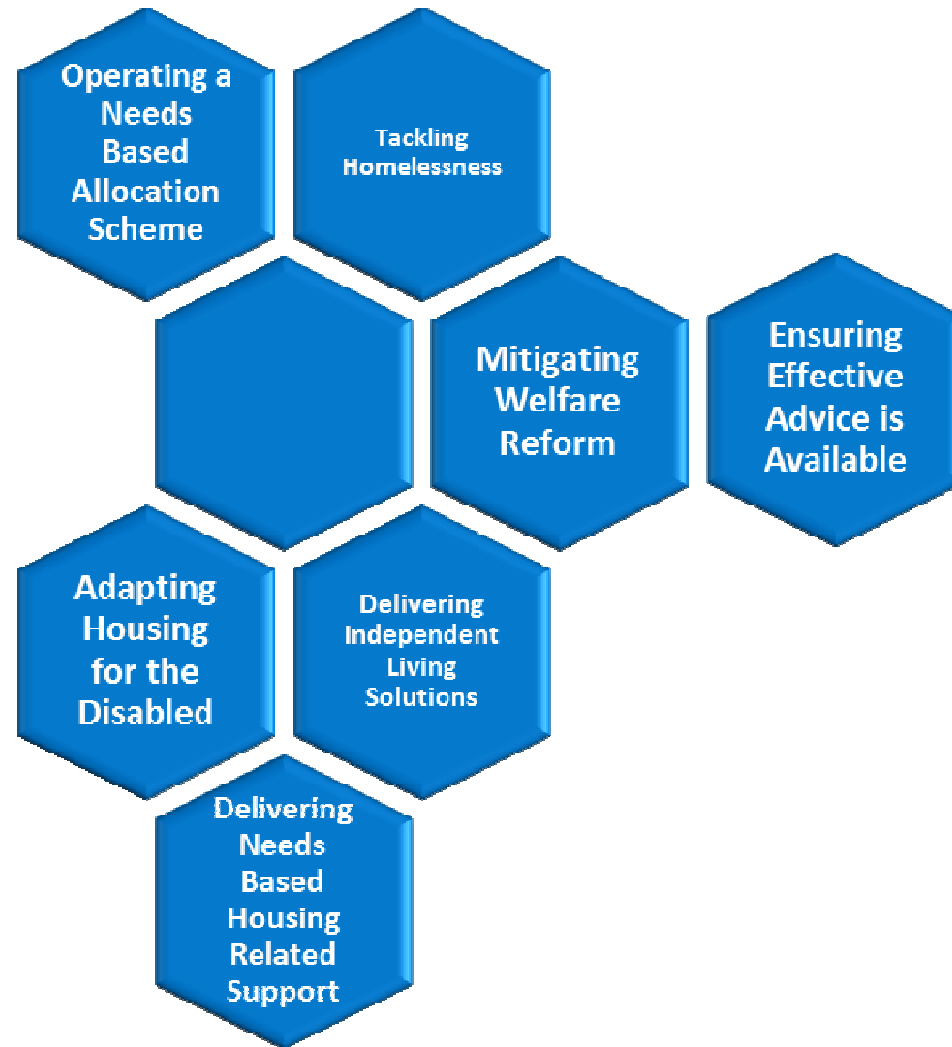 Operating a
Needs
Based
Allocation
Scheme
Tackling
Homelessness
Mitigating
Welfare
Reform
Ensuring
Effective
Advice is
Available
Adapting
Housing
for the
Disabled
Delivering
Independent
Living
Solutions
Delivering
Needs
Based
Housing
Related
Support